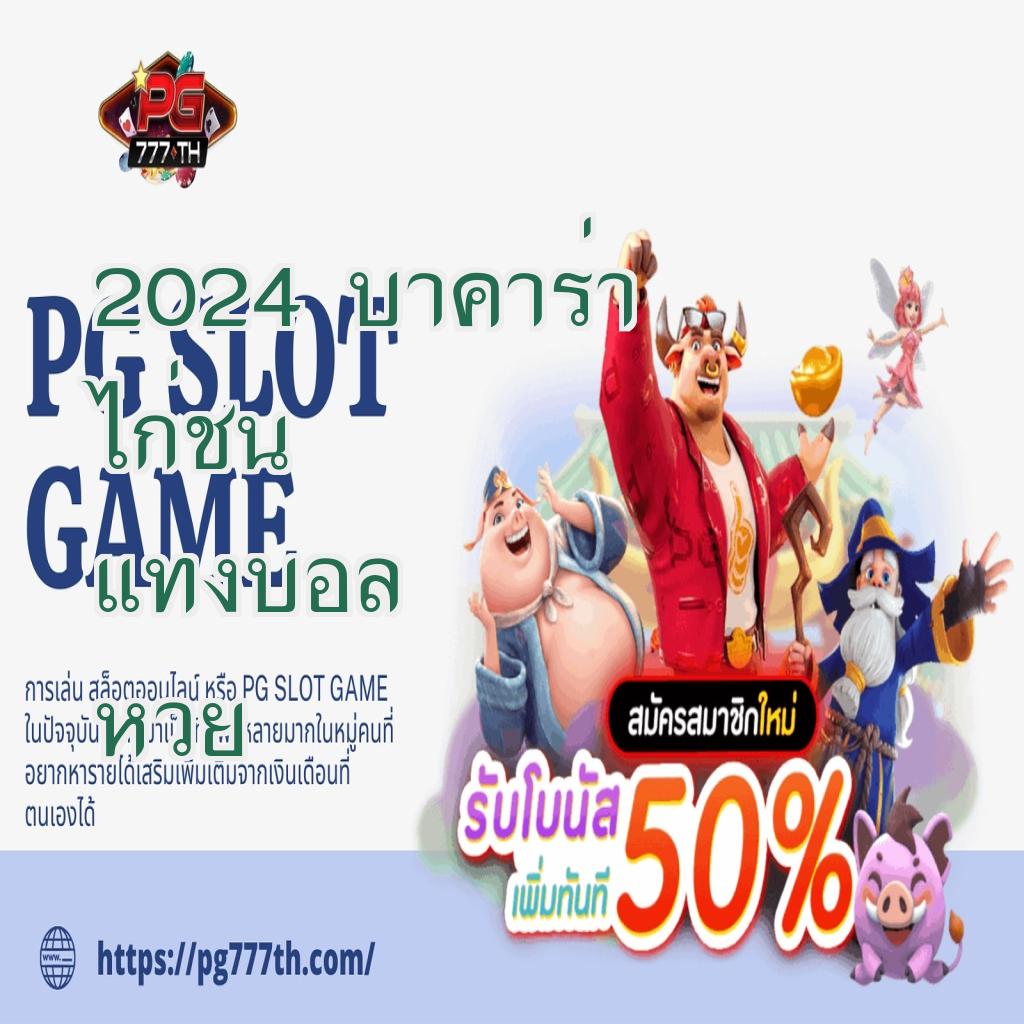 PG
777 TH
2024 บาคาร่า
PG SLOT
ไก่ชน
GAME
แทงบอล
การเล่น สล็อตออนไลน์ หรือ PG SLOT GAME
หวย
ในปัจจุบัน หลายมากในหมู่คนที่
อยากหารายได้เสริมเพิ่มเติมจากเงินเดือนที่
ตนเองได้
สมัครสมาชิกใหม่
รับโบนัส 50%
เพิ่มทันที
https://pg777th.com/